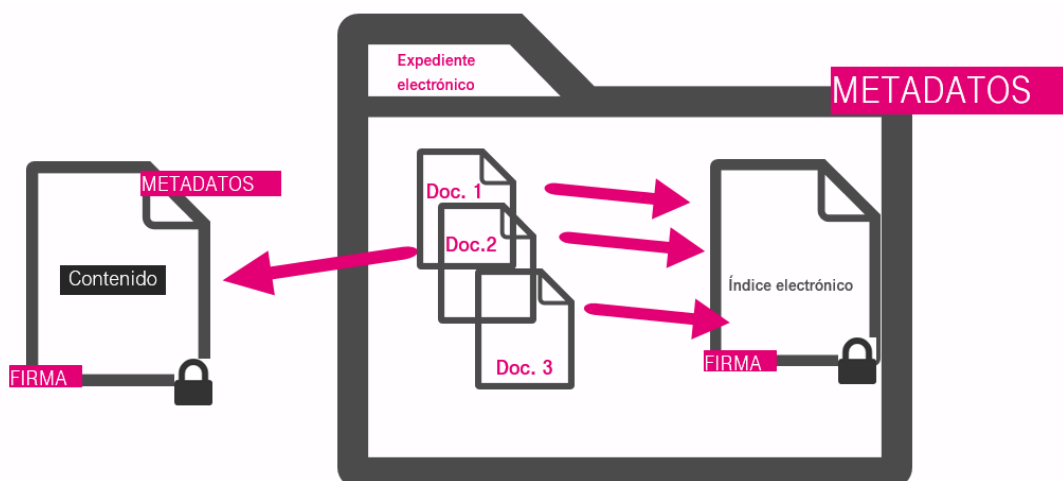 Expediente
electrónico
METADATOS
METADATOS
Doc. 1
Doc.2
Contenido
Índice electrónico
FIRMA
Doc. 3
FIRMA